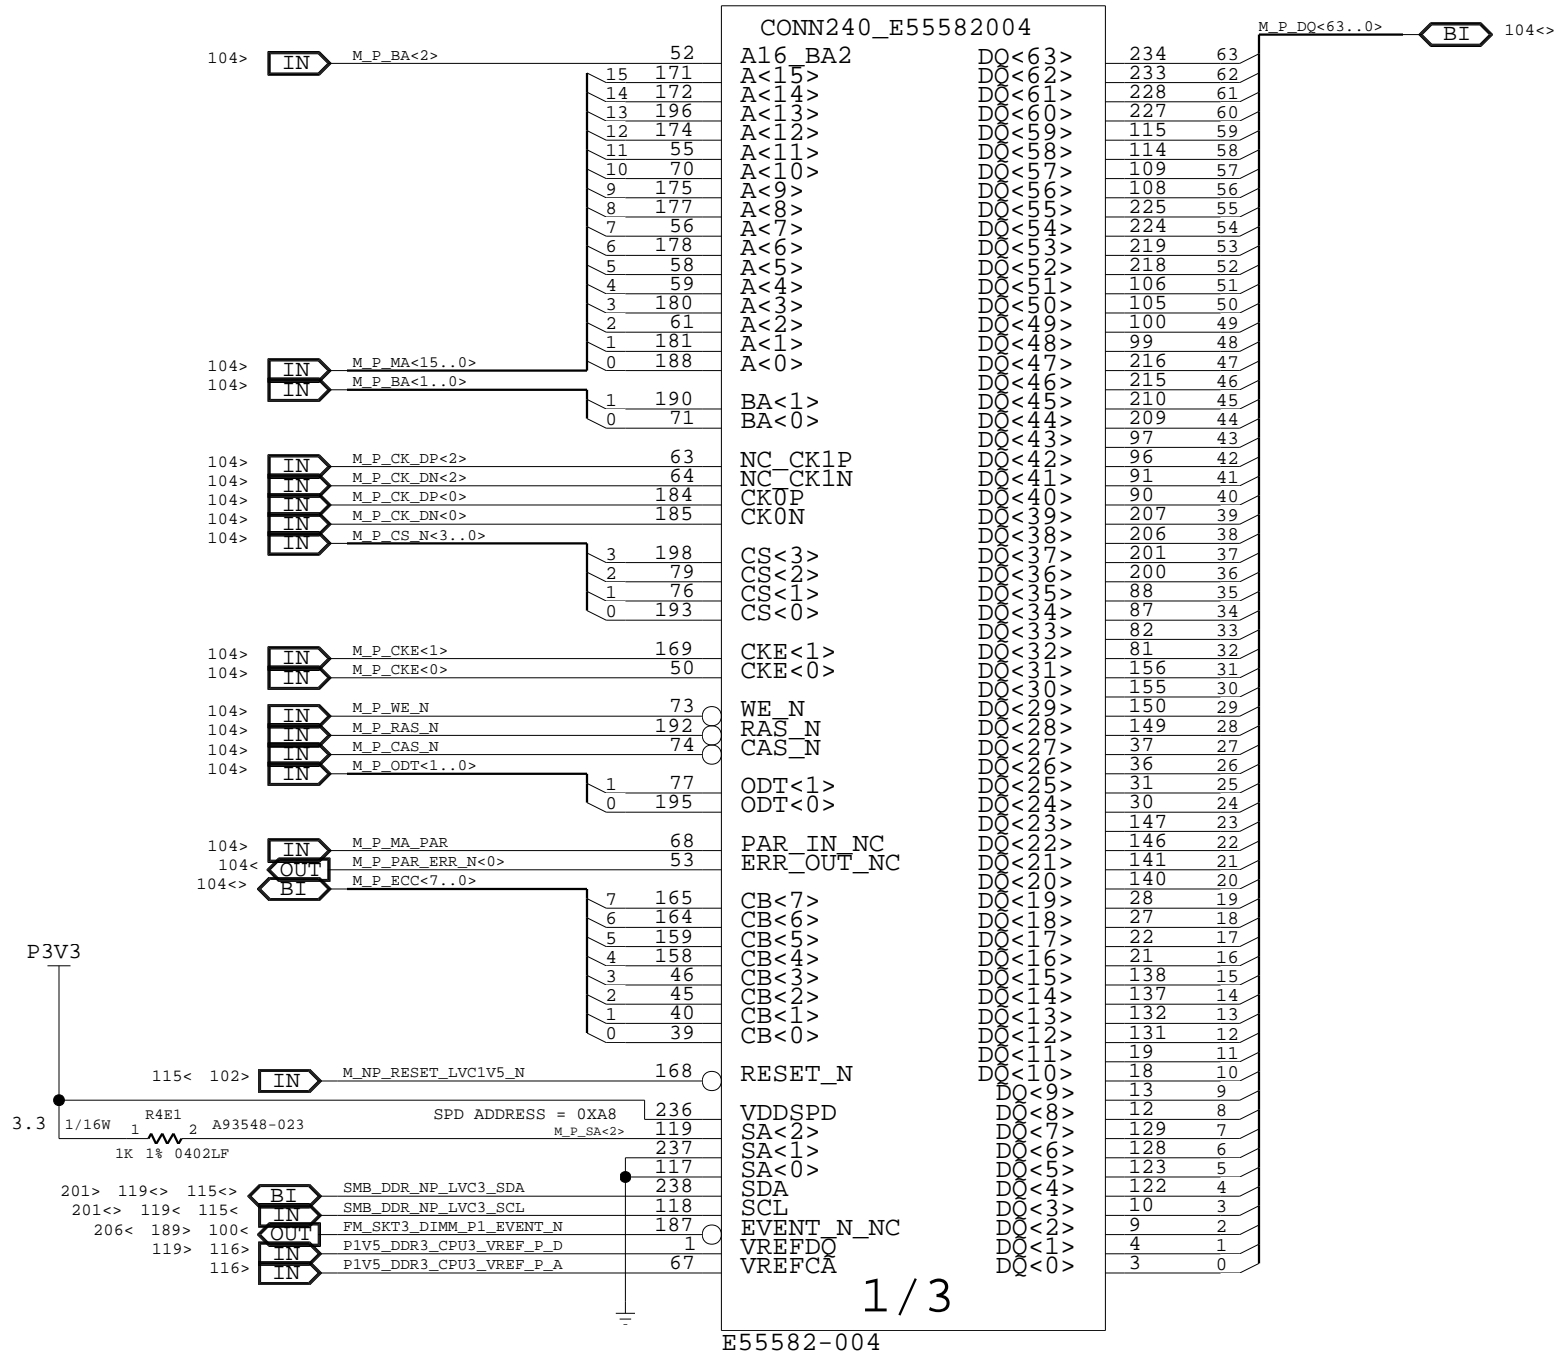 CONN240_E55582004
M_P_DQ<63..0> BI 104<>
104> IN M_P_BA<2> 52 A16_BA2 DQ<63> 234 63
15 171 A<15> DQ<62> 233 62
14 172 A<14> DQ<61> 228 61
13 196 A<13> DQ<60> 227 60
12 174 A<12> DQ<59> 115 59
11 55 A<11> DQ<58> 114 58
10 70 A<10> DQ<57> 109 57
9 175 A<9> DQ<56> 108 56
8 177 A<8> DQ<55> 225 55
7 56 A<7> DQ<54> 224 54
6 178 A<6> DQ<53> 219 53
5 58 A<5> DQ<52> 218 52
4 59 A<4> DQ<51> 106 51
3 180 A<3> DQ<50> 105 50
2 61 A<2> DQ<49> 100 49
1 181 A<1> DQ<48> 99 48
104> IN M_P_MA<15..0> 0 188 A<0> DQ<47> 216 47
104> IN M_P_BA<1..0> DQ<46> 215 46
1 190 BA<1> DQ<45> 210 45
0 71 BA<0> DQ<44> 209 44
DQ<43> 97 43
104> IN M_P_CK_DP<2> 63 NC_CK1P DQ<42> 96 42
104> IN M_P_CK_DN<2> 64 NC_CK1N DQ<41> 91 41
104> IN M_P_CK_DP<0> 184 CK0P DQ<40> 90 40
104> IN M_P_CK_DN<0> 185 CK0N DQ<39> 207 39
104> IN M_P_CS_N<3..0> DQ<38> 206 38
3 198 CS<3> DQ<37> 201 37
2 79 CS<2> DQ<36> 200 36
1 76 CS<1> DQ<35> 88 35
0 193 CS<0> DQ<34> 87 34
DQ<33> 82 33
104> IN M_P_CKE<1> 169 CKE<1> DQ<32> 81 32
104> IN M_P_CKE<0> 50 CKE<0> DQ<31> 156 31
DQ<30> 155 30
104> IN M_P_WE_N 73 WE_N DQ<29> 150 29
104> IN M_P_RAS_N 192 RAS_N DQ<28> 149 28
104> IN M_P_CAS_N 74 CAS_N DQ<27> 37 27
104> IN M_P_ODT<1..0> DQ<26> 36 26
1 77 ODT<1> DQ<25> 31 25
0 195 ODT<0> DQ<24> 30 24
DQ<23> 147 23
104> IN M_P_MA_PAR 68 PAR_IN_NC DQ<22> 146 22
104< OUT M_P_PAR_ERR_N<0> 53 ERR_OUT_NC DQ<21> 141 21
104<> BI M_P_ECC<7..0> DQ<20> 140 20
7 165 CB<7> DQ<19> 28 19
6 164 CB<6> DQ<18> 27 18
5 159 CB<5> DQ<17> 22 17
4 158 CB<4> DQ<16> 21 16
3 46 CB<3> DQ<15> 138 15
2 45 CB<2> DQ<14> 137 14
1 40 CB<1> DQ<13> 132 13
0 39 CB<0> DQ<12> 131 12
P3V3
DQ<11> 19 11
115< 102> IN M_NP_RESET_LVC1V5_N 168 RESET_N DQ<10> 18 10
DQ<9> 13 9
SPD ADDRESS = 0XA8 236 VDDSPD DQ<8> 12 8
3.3 1/16W R4E1 1 2 A93548-023 M_P_SA<2> 119 SA<2> DQ<7> 129 7
1K 1% 0402LF 237 SA<1> DQ<6> 128 6
117 SA<0> DQ<5> 123 5
201> 119<> 115<> BI SMB_DDR_NP_LVC3_SDA 238 SDA DQ<4> 122 4
201<> 119< 115< IN SMB_DDR_NP_LVC3_SCL 118 SCL DQ<3> 10 3
206< 189> 100< OUT FM_SKT3_DIMM_P1_EVENT_N 187 EVENT_N_NC DQ<2> 9 2
119> 116> IN P1V5_DDR3_CPU3_VREF_P_D 1 VREFDQ DQ<1> 4 1
116> IN P1V5_DDR3_CPU3_VREF_P_A 67 VREFCA DQ<0> 3 0
1/3
E55582-004